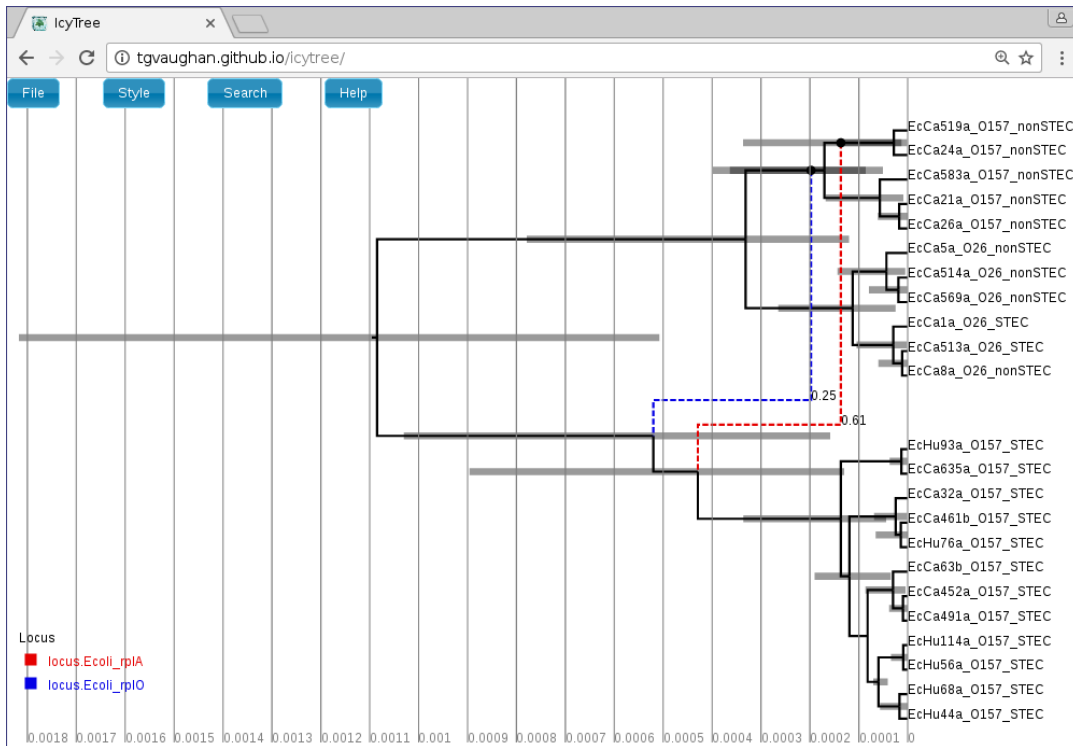 IcyTree
tgvaughan.github.io/icytree/
File Style Search Help
EcCa519a_O157_nonSTEC
EcCa24a_O157_nonSTEC
EcCa583a_O157_nonSTEC
EcCa21a_O157_nonSTEC
EcCa26a_O157_nonSTEC
EcCa5a_O26_nonSTEC
EcCa514a_O26_nonSTEC
EcCa569a_O26_nonSTEC
EcCa1a_O26_STEC
EcCa513a_O26_STEC
EcCa8a_O26_nonSTEC
0.25
0.61
EcHu93a_O157_STEC
EcCa635a_O157_STEC
EcCa32a_O157_STEC
EcCa461b_O157_STEC
EcHu76a_O157_STEC
EcCa63b_O157_STEC
EcCa452a_O157_STEC
EcCa491a_O157_STEC
EcHu114a_O157_STEC
EcHu56a_O157_STEC
EcHu68a_O157_STEC
EcHu44a_O157_STEC
Locus
locus.Ecoli_rplA
locus.Ecoli_rplO
0.0018 0.0017 0.0016 0.0015 0.0014 0.0013 0.0012 0.0011 0.001 0.0009 0.0008 0.0007 0.0006 0.0005 0.0004 0.0003 0.0002 0.0001 0